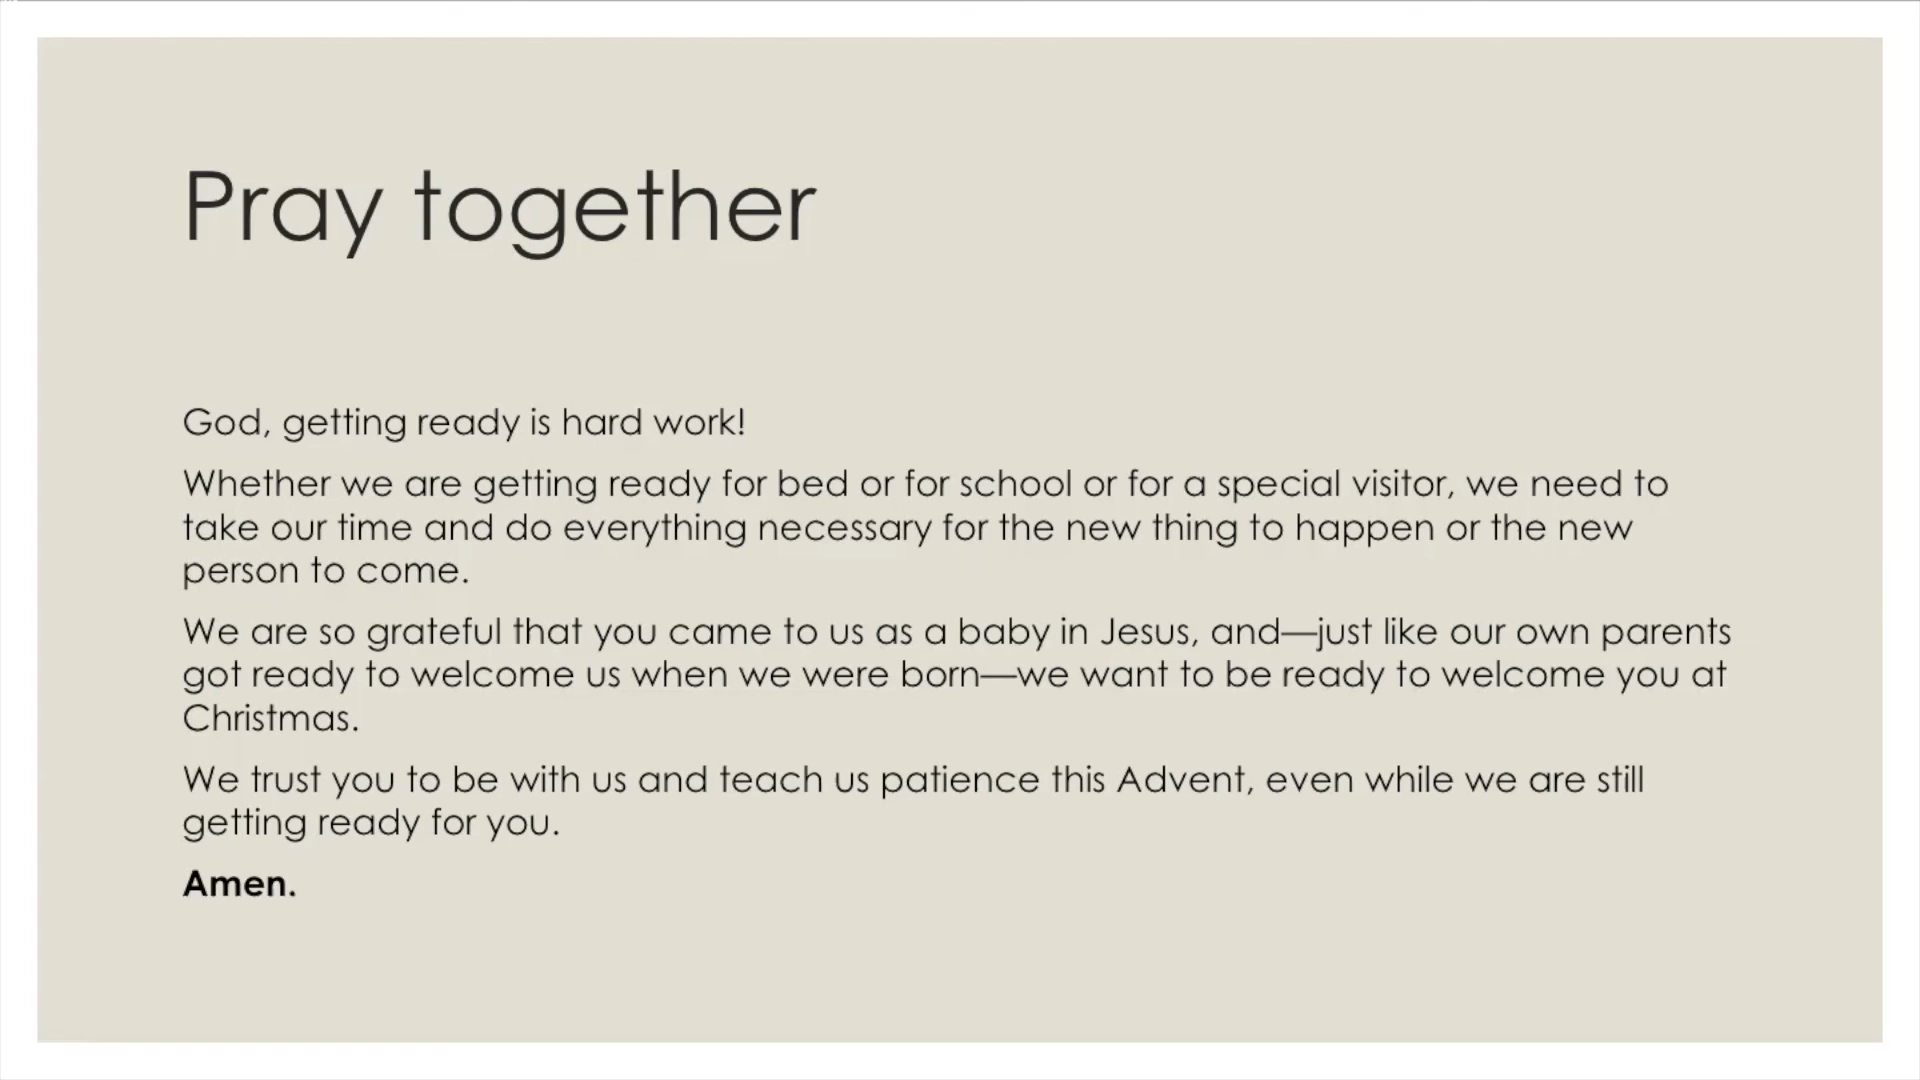 Pray together
God, getting ready is hard work!
Whether we are getting ready for bed or for school or for a special visitor, we need to
take our time and do everything necessary for the new thing to happen or the new
person to come.
We are so grateful that you came to us as a baby in Jesus, and—just like our own parents
got ready to welcome us when we were born—we want to be ready to welcome you at
Christmas.
We trust you to be with us and teach us patience this Advent, even while we are still
getting ready for you.
Amen.